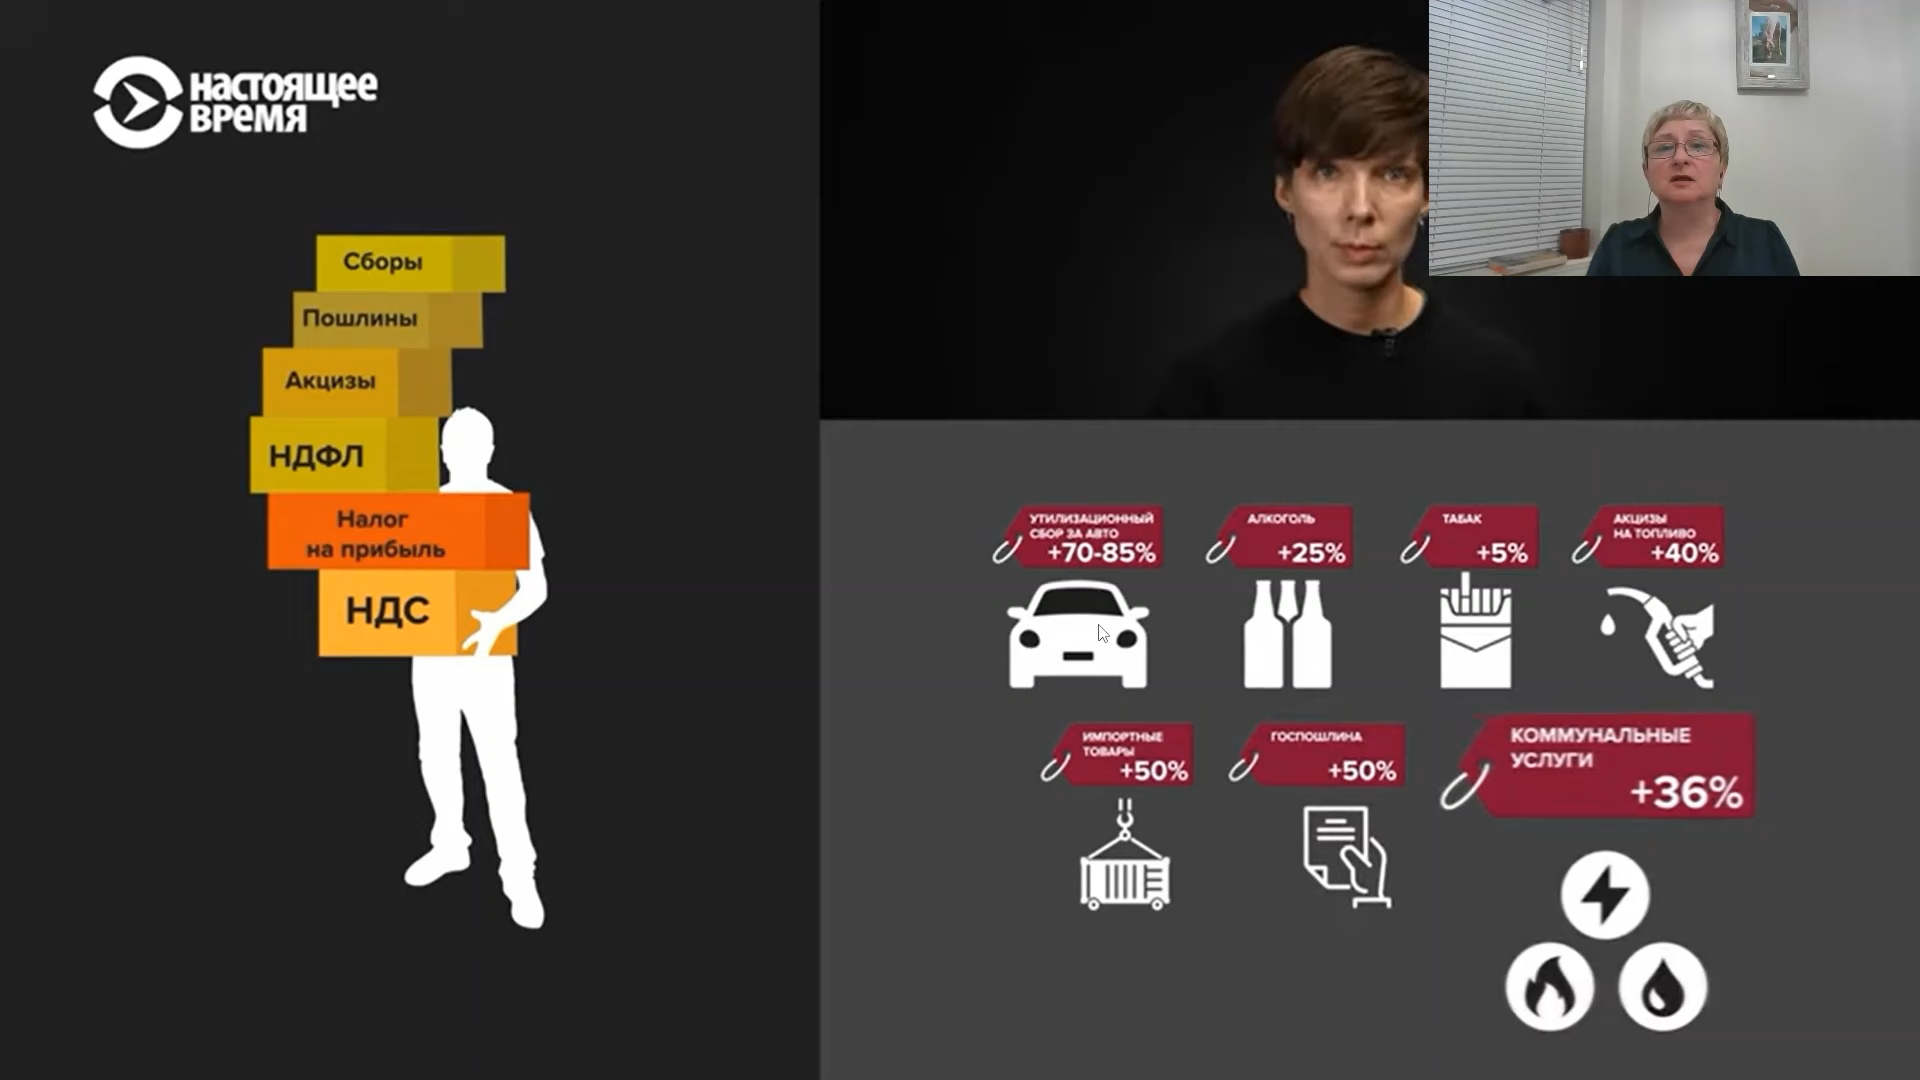 настоящее
время
Сборы
Пошлины
Акцизы
НДФЛ
Налог
на прибыль
НДС
УТИЛИЗАЦИОННЫЙ
СБОР ЗА АВТО
+70-85%
АЛКОГОЛЬ
+25%
ТАБАК
+5%
АКЦИЗЫ
НА ТОПЛИВО
+40%
ИМПОРТНЫЕ
ТОВАРЫ
+50%
ГОСПОШЛИНА
+50%
КОММУНАЛЬНЫЕ
УСЛУГИ
+36%